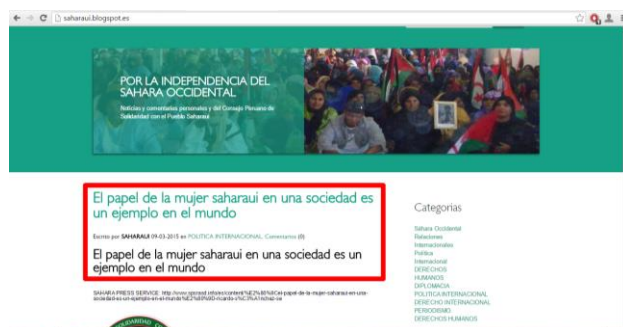 saharaui.blogspot.es
POR LA INDEPENDENCIA DEL
SAHARA OCCIDENTAL
Noticias y comentarios personales y del Consejo Peruano de
Solidaridad con el Pueblo Saharaui
El papel de la mujer saharaui en una sociedad es
un ejemplo en el mundo
Escrito por SAHARAUI 09-03-2015 en POLITICA INTERNACIONAL. Comentarios (0)
El papel de la mujer saharaui en una sociedad es un
ejemplo en el mundo
SAHARA PRESS SERVICE:
Categorias
Sahara Occidental
Relaciones
Internacionales
Política
Internacional
DERECHOS
HUMANOS
DIPLOMACIA
POLITICA INTERNACIONAL
DERECHO INTERNACIONAL
PERIODISMO
DERECHOS HUMANOS
SOLIDARIDAD